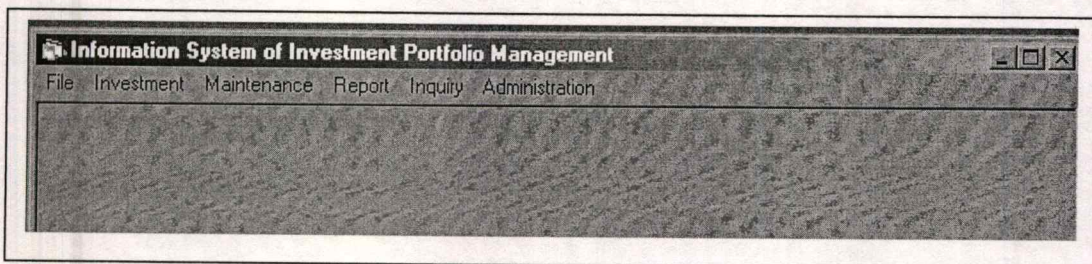 Information System of Investment Portfolio Management
File Investment Maintenance Report Inquiry Administration